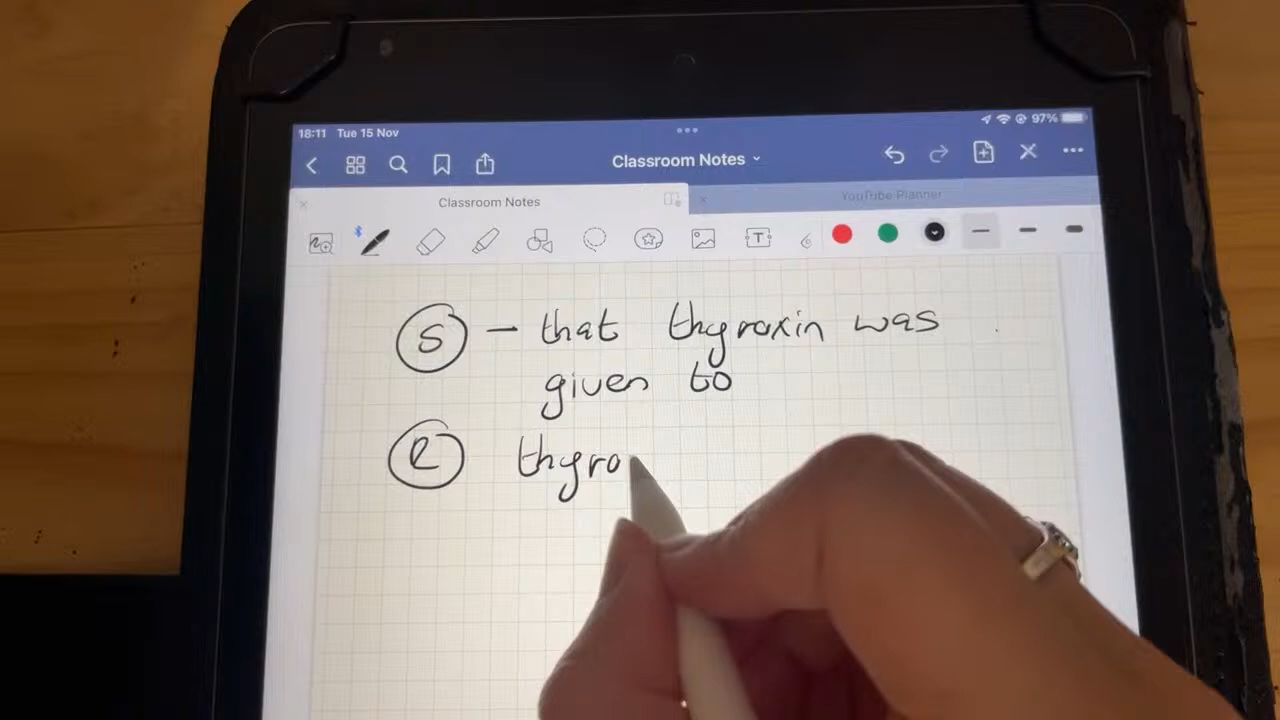 18:11 Tue 15 Nov 97%
Classroom Notes
Classroom Notes YouTube Planner
T
S – that thyroxin was
given to
R thyro